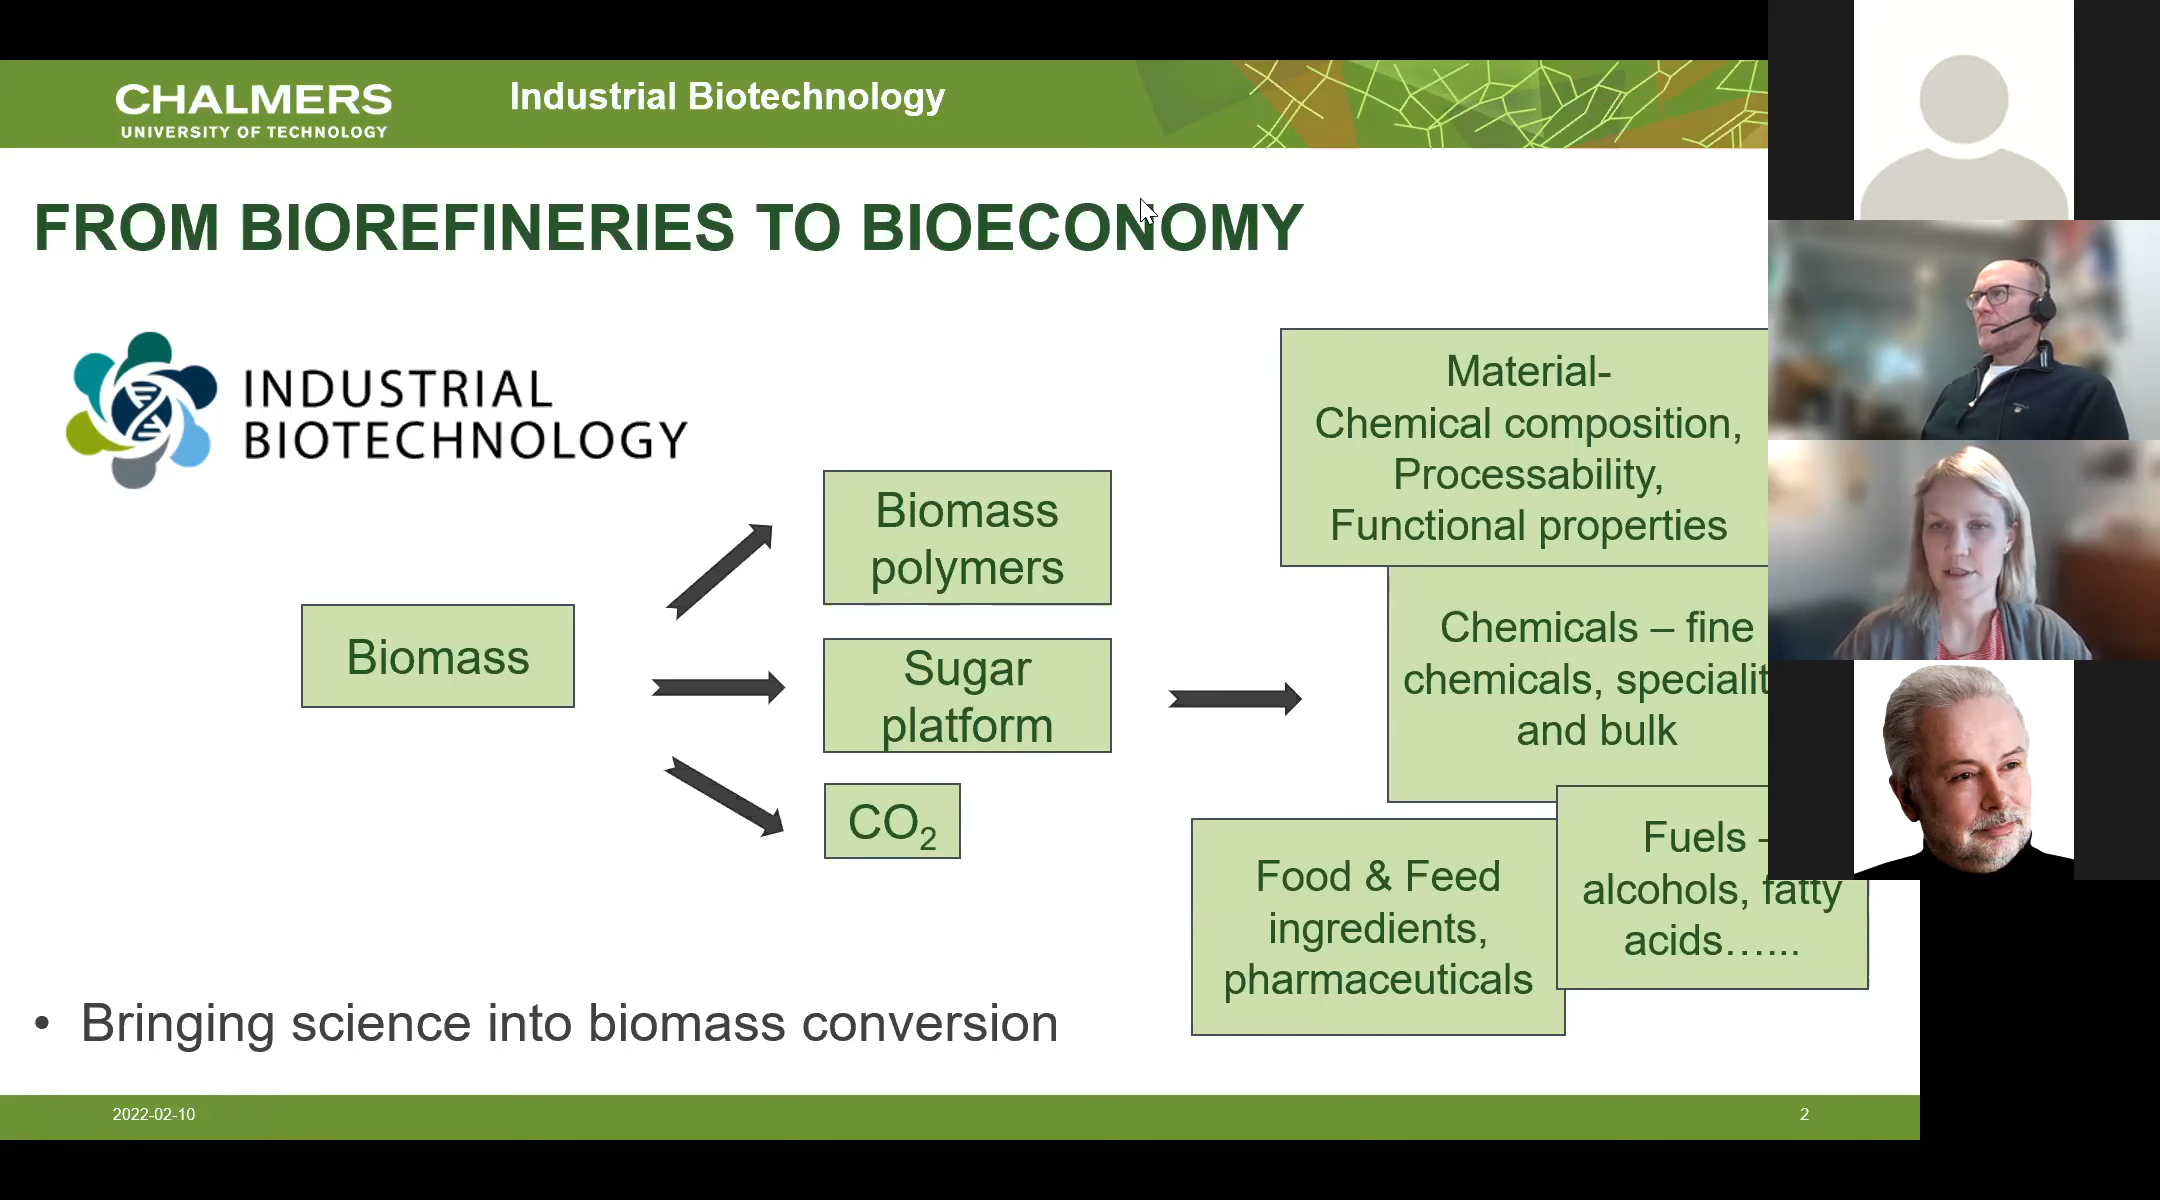 CHALMERS
UNIVERSITY OF TECHNOLOGY
Industrial Biotechnology
FROM BIOREFINERIES TO BIOECONOMY
INDUSTRIAL
BIOTECHNOLOGY
Biomass
Biomass
polymers
Sugar
platform
CO₂
Material-
Chemical composition,
Processability,
Functional properties
Chemicals – fine
chemicals,
and bulk
Food & Feed
ingredients,
pharmaceuticals
Fuels -
alcohols, fatty
acids…...
• Bringing science into biomass conversion
2022-02-10
2